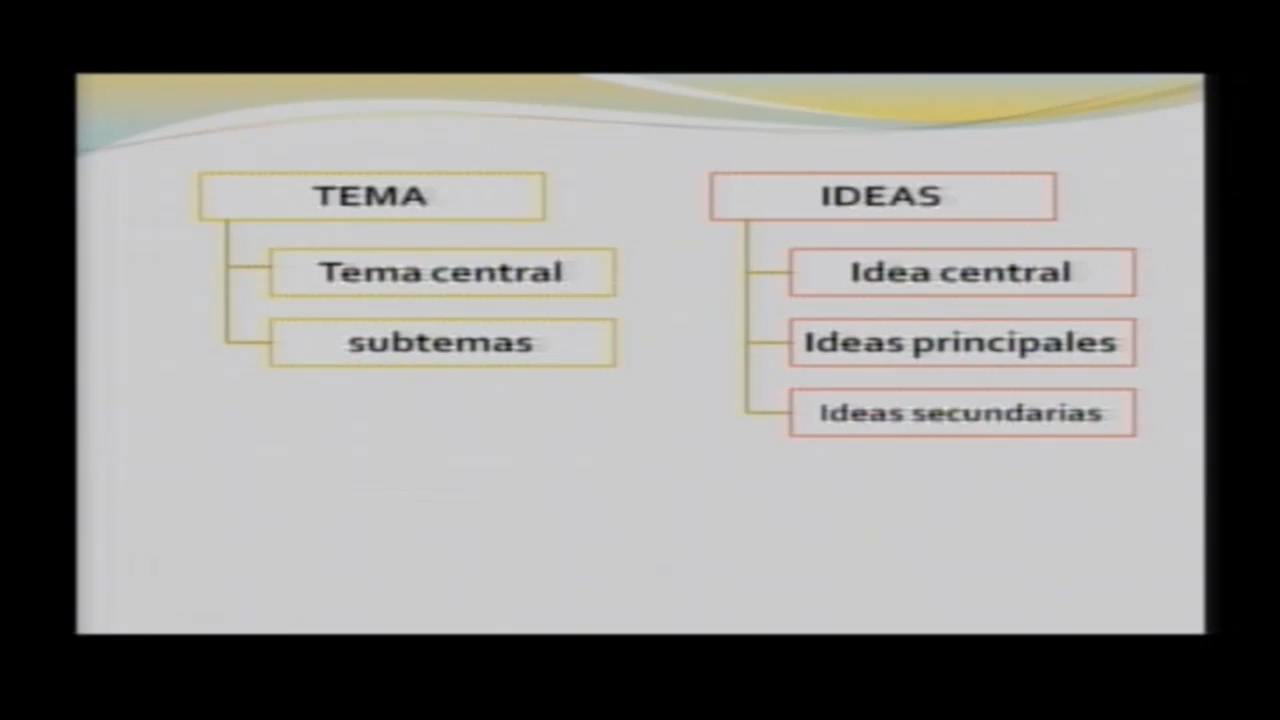 TEMA
Tema central
subtemas
IDEAS
Idea central
Ideas principales
Ideas secundarias